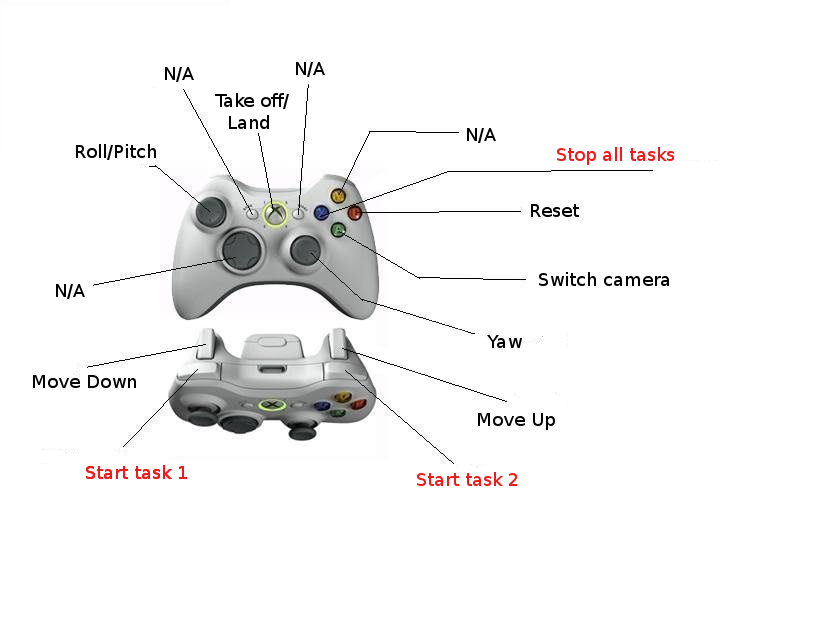 N/A
N/A
Take off/
Land
N/A
Roll/Pitch
Stop all tasks
Reset
Switch camera
N/A
Yaw
Move Down
Move Up
Start task 1
Start task 2